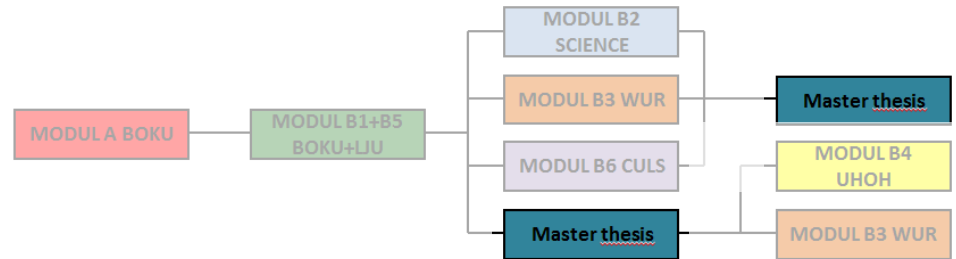 MODUL A BOKU
MODUL B1+B5
BOKU+LJU
MODUL B2
SCIENCE
MODUL B3 WUR
MODUL B6 CULS
Master thesis
Master thesis
MODUL B4
UHOH
MODUL B3 WUR